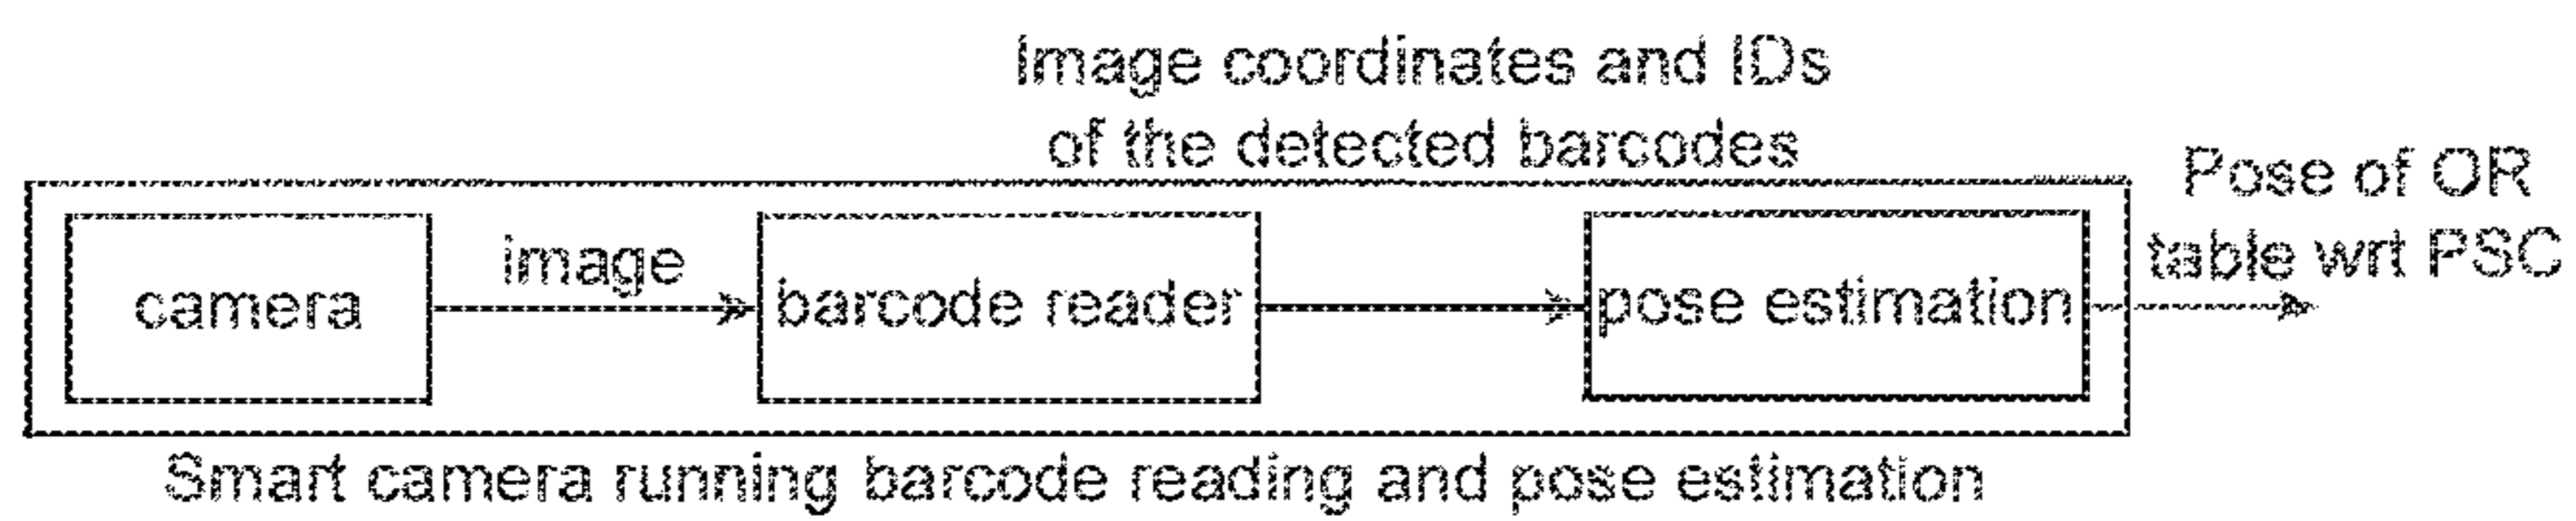 Image coordinates and IDs
of the detected barcodes
Pose of OR
table wrt PSC
image
camera
barcode reader
pose estimation
Smart camera running barcode reading and pose estimation